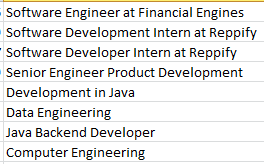 Software Engineer at Financial Engines
Software Development Intern at Reppify
Software Developer Intern at Reppify
Senior Engineer Product Development
Development in Java
Data Engineering
Java Backend Developer
Computer Engineering